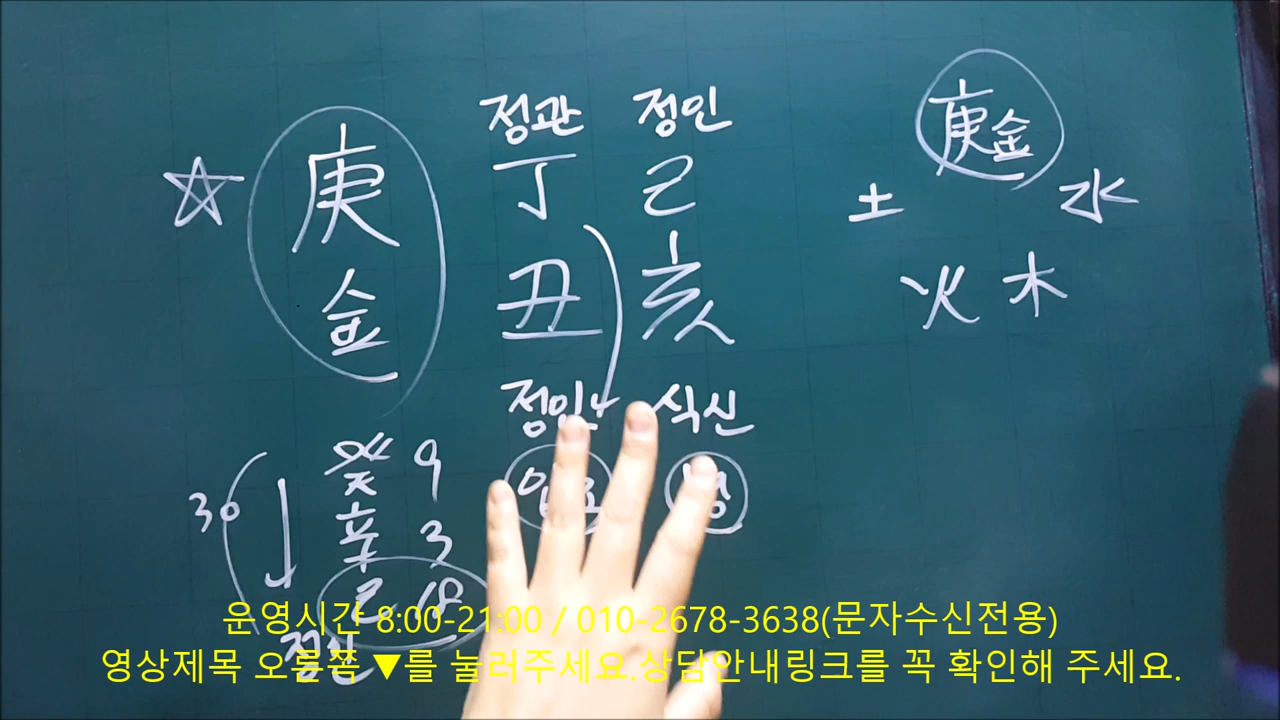 정관 정인
庚 丁 己
金 丑 亥
정인 식신
癸 9
辛 3
己 18
30
庚金
土 水
火 木
운영시간 8:00-21:00 / 010-2678-3638(문자수신전용)
영상제목 오른쪽 ▼를 눌러주세요.상담안내링크를 꼭 확인해 주세요.